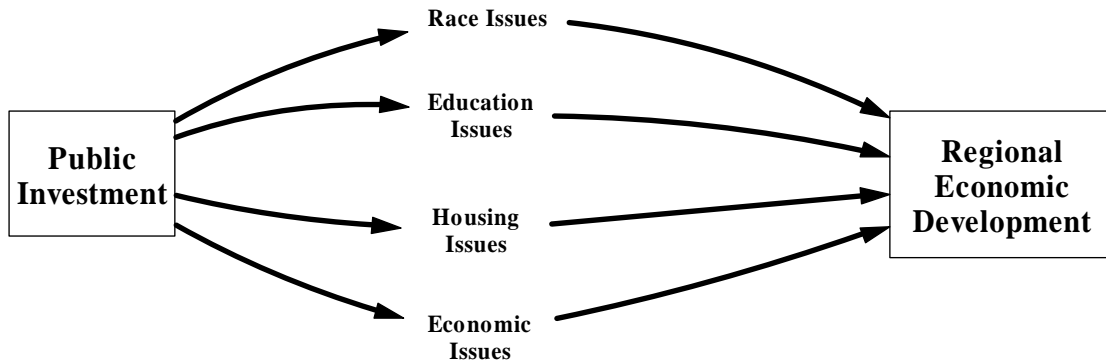 Race Issues
Education
Issues
Public
Investment
Regional
Economic
Development
Housing
Issues
Economic
Issues